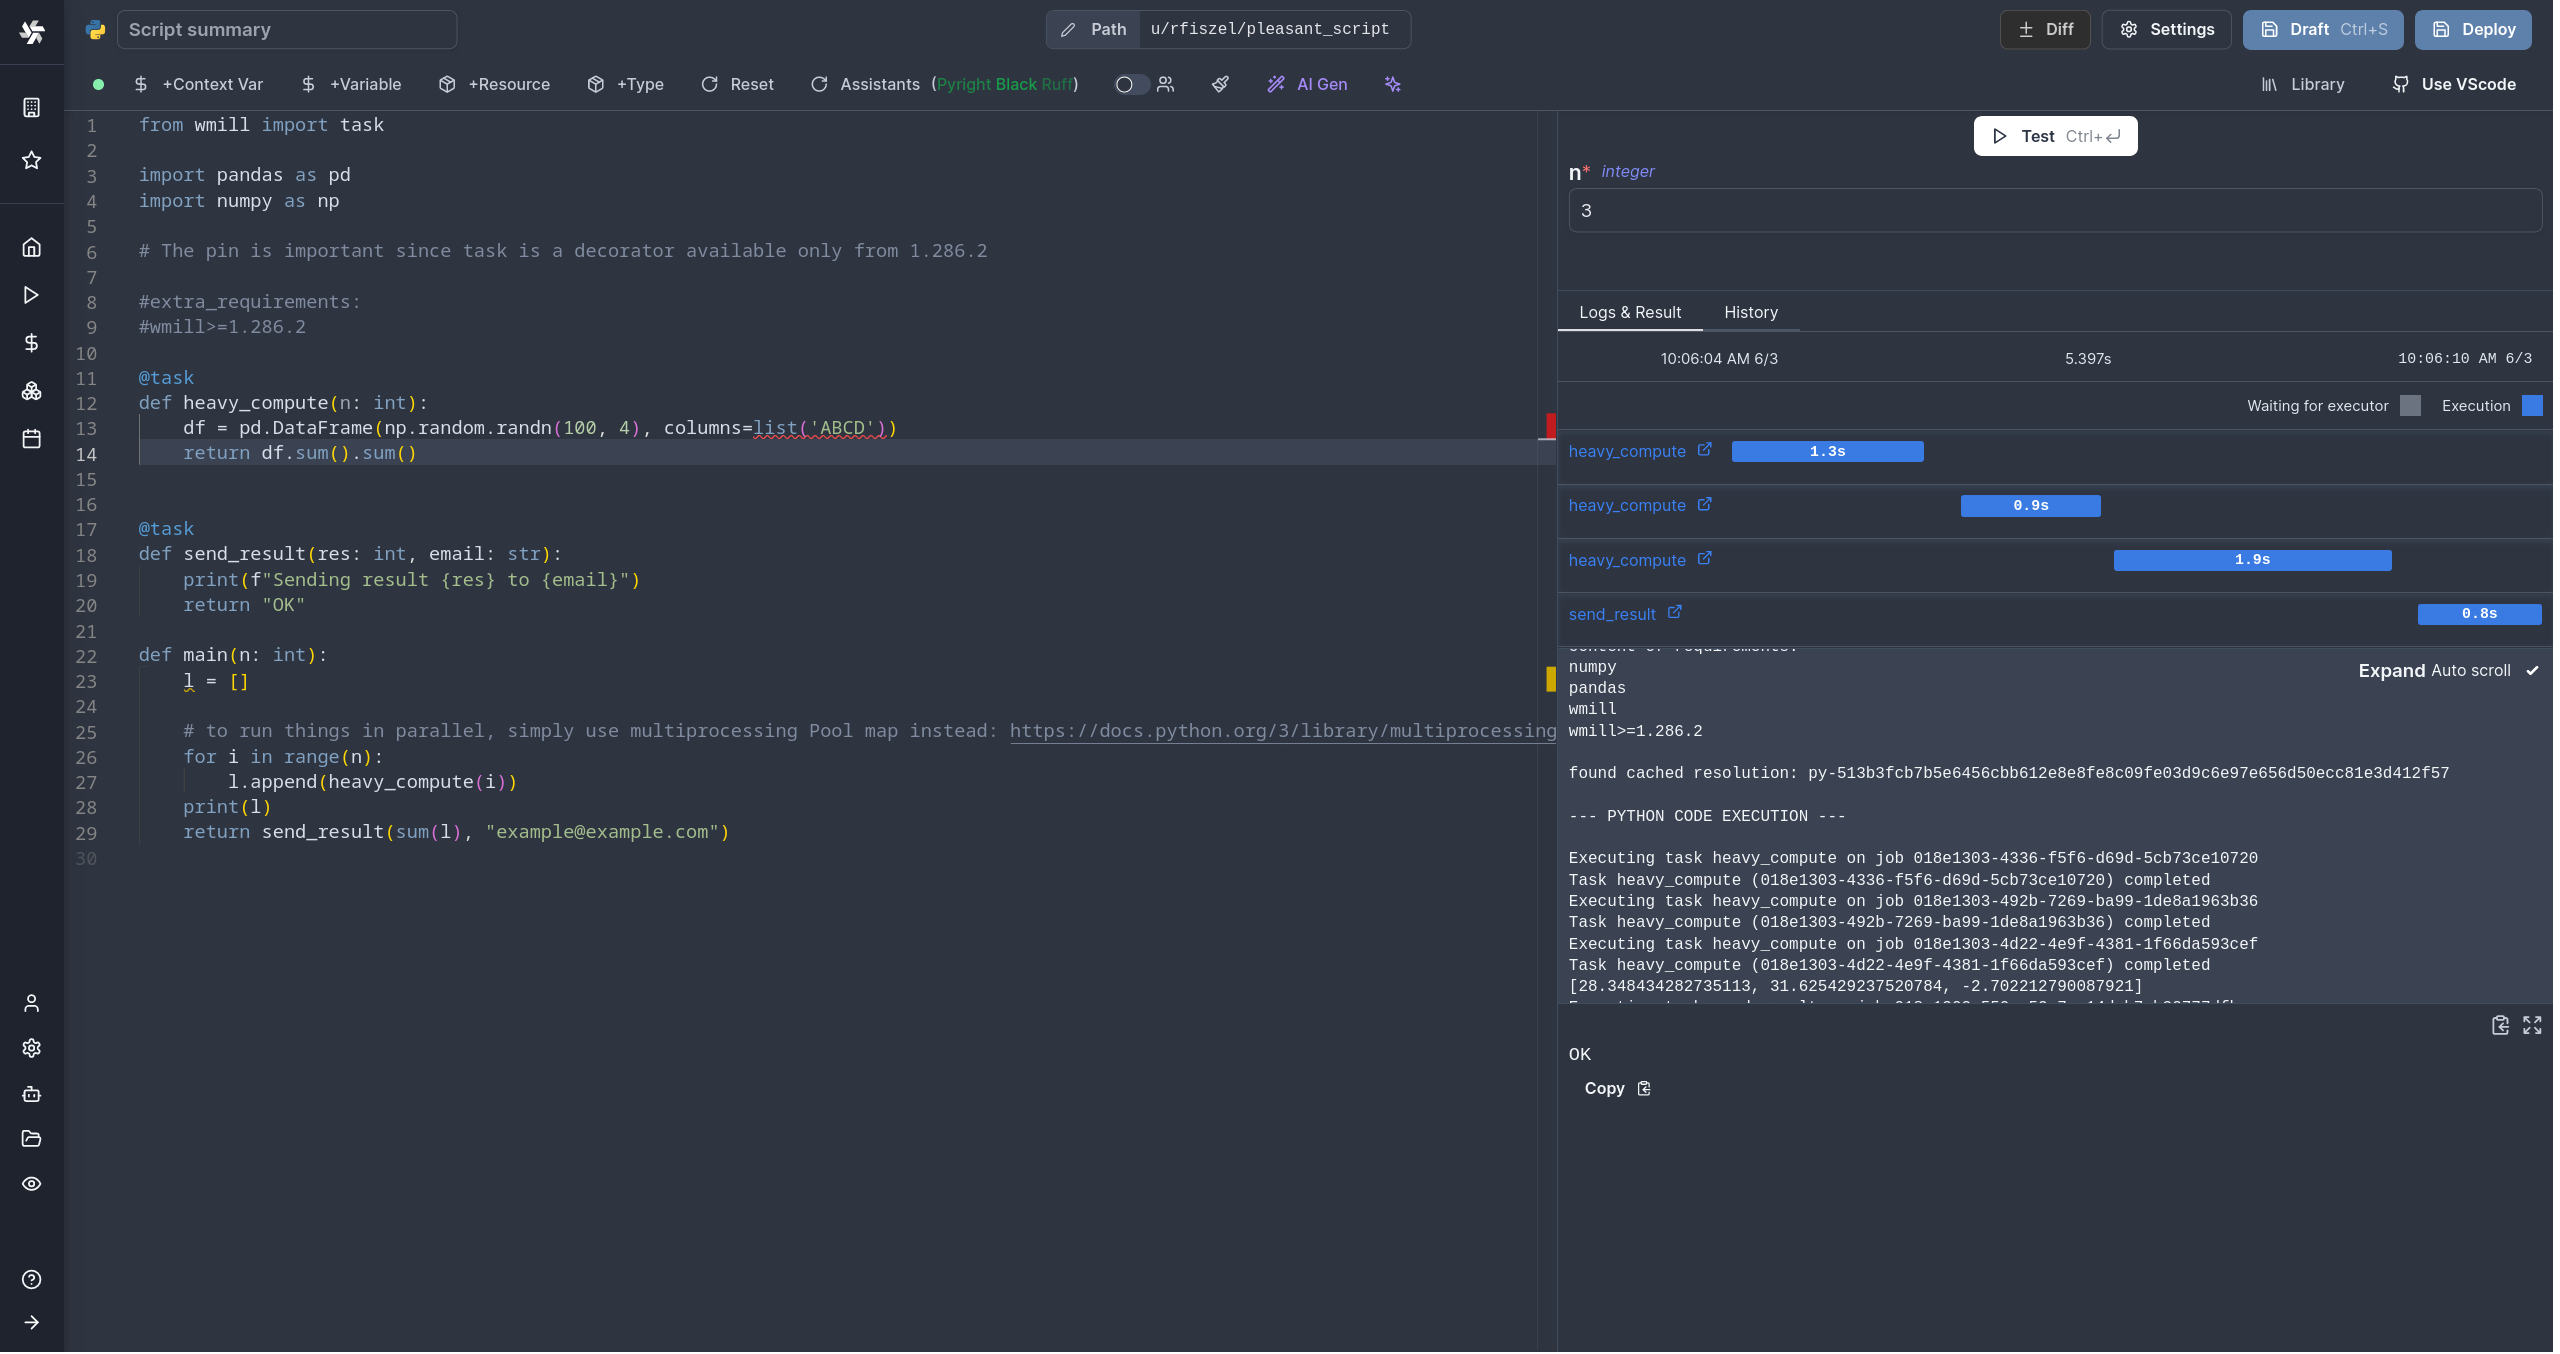 Script summary
Path u/rfiszel/pleasant_script
Diff Settings Draft Ctrl+S Deploy
+Context Var +Variable +Resource +Type Reset Assistants (Pyright Black Ruff) AI Gen Library Use VScode
1 from wmill import task
2
3 import pandas as pd
4 import numpy as np
5
6 # The pin is important since task is a decorator available only from 1.286.2
7
8 #extra_requirements:
9 #wmill>=1.286.2
10
11 @task
12 def heavy_compute(n: int):
13 df = pd.DataFrame(np.random.randn(100, 4), columns=list('ABCD'))
14 return df.sum().sum()
15
16
17 @task
18 def send_result(res: int, email: str):
19 print(f"Sending result {res} to {email}")
20 return "OK"
21
22 def main(n: int):
23 l = []
24
25 # to run things in parallel, simply use multiprocessing Pool map instead: https://docs.python.org/3/library/multiprocessing
26 for i in range(n):
27 l.append(heavy_compute(i))
28 print(l)
29 return send_result(sum(l), "example@example.com")
30
Test Ctrl+
n* integer
3
Logs & Result History
10:06:04 AM 6/3 5.397s 10:06:10 AM 6/3
Waiting for executor Execution
heavy_compute 1.3s
heavy_compute 0.9s
heavy_compute 1.9s
send_result 0.8s
content of requirements:
numpy
Expand Auto scroll
pandas
wmill
wmill>=1.286.2
found cached resolution: py-513b3fcb7b5e6456cbb612e8e8fe8c09fe03d9c6e97e656d50ecc81e3d412f57
--- PYTHON CODE EXECUTION ---
Executing task heavy_compute on job 018e1303-4336-f5f6-d69d-5cb73ce10720
Task heavy_compute (018e1303-4336-f5f6-d69d-5cb73ce10720) completed
Executing task heavy_compute on job 018e1303-492b-7269-ba99-1de8a1963b36
Task heavy_compute (018e1303-492b-7269-ba99-1de8a1963b36) completed
Executing task heavy_compute on job 018e1303-4d22-4e9f-4381-1f66da593cef
Task heavy_compute (018e1303-4d22-4e9f-4381-1f66da593cef) completed
[28.348434282735113, 31.625429237520784, -2.702212790087921]
OK
Copy